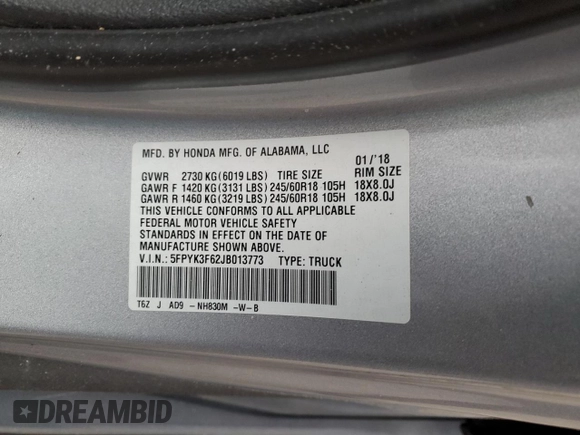 MFD. BY HONDA MFG. OF ALABAMA, LLC 01/'18
GVWR 2730 KG(6019 LBS) TIRE SIZE RIM SIZE
GAWR F 1420 KG(3131 LBS) 245/60R18 105H 18X8.0J
GAWR R 1460 KG(3219 LBS) 245/60R18 105H 18X8.0J
THIS VEHICLE CONFORMS TO ALL APPLICABLE
FEDERAL MOTOR VEHICLE SAFETY
STANDARDS IN EFFECT ON THE DATE OF
MANUFACTURE SHOWN ABOVE.
V.I.N.: 5FPYK3F62JB013773 TYPE: TRUCK
T6Z J AD9 -NH830M -W-B
DREAMBID